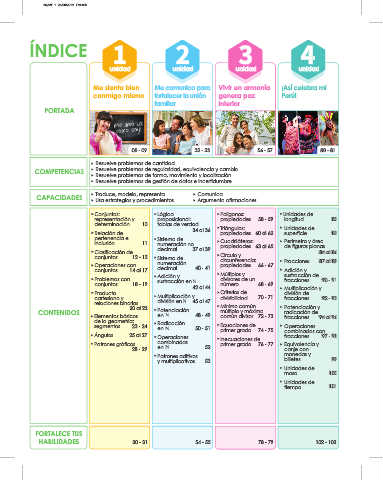 ÍNDICE
1
unidad
2
unidad
3
unidad
4
unidad
PORTADA
Me siento bien
conmigo mismo
Me comunico para
fortalecer la unión
familiar
Vivir en armonía
genera paz
interior
¡Así celebra mi
Perú!
08 - 09
32 - 33
56 - 57
80 - 81
COMPETENCIAS
• Resuelve problemas de cantidad
• Resuelve problemas de regularidad, equivalencia y cambio
• Resuelve problemas de forma, movimiento y localización
• Resuelve problemas de gestión de datos e incertidumbre
CAPACIDADES
• Traduce, modela, representa
• Usa estrategias y procedimientos
• Comunica
• Argumenta afirmaciones
CONTENIDOS
• Conjuntos:
representación y
determinación 10
• Relación de
pertenencia e
inclusión 11
• Clasificación de
conjuntos 12 - 13
• Operaciones con
conjuntos 14 al 17
• Problemas con
conjuntos 18 - 19
• Producto
cartesiano y
relaciones binarias
20 al 22
• Elementos básicos
de la geometría:
segmentos 23 - 24
• Ángulos 25 al 27
• Patrones gráficos
28 - 29
• Lógica
proposicional:
tablas de verdad
34 al 36
• Sistema de
numeración no
decimal 37 al 39
• Sistema de
numeración
decimal 40 - 41
• Adición y
sustracción en ℕ
42 al 44
• Multiplicación y
división en ℕ 45 al 47
• Potenciación
en ℕ 48 - 49
• Radicación
en ℕ 50 - 51
• Operaciones
combinadas
en ℕ 52
• Patrones aditivos
y multiplicativos 53
• Polígonos:
propiedades 58 - 59
• Triángulos:
propiedades 60 al 62
• Cuadriláteros:
propiedades 63 al 65
• Círculo y
circunferencia:
propiedades 66 - 67
• Múltiplos y
divisores de un
número 68 - 69
• Criterios de
divisibilidad 70 - 71
• Mínimo común
múltiplo y máximo
común divisor 72 - 73
• Ecuaciones de
primer grado 74 - 75
• Inecuaciones de
primer grado 76 - 77
• Unidades de
longitud 82
• Unidades de
superficie 83
• Perímetro y área
de figuras planas
84 al 86
• Fracciones 87 al 89
• Adición y
sustracción de
fracciones 90 - 91
• Multiplicación y
división de
fracciones 92 - 93
• Potenciación y
radicación de
fracciones 94 al 96
• Operaciones
combinadas con
fracciones 97 - 98
• Equivalencia y
canje con
monedas y
billetes 99
• Unidades de
masa 100
• Unidades de
tiempo 101
FORTALECE TUS
HABILIDADES
30 - 31
54 - 55
78 - 79
102 - 103